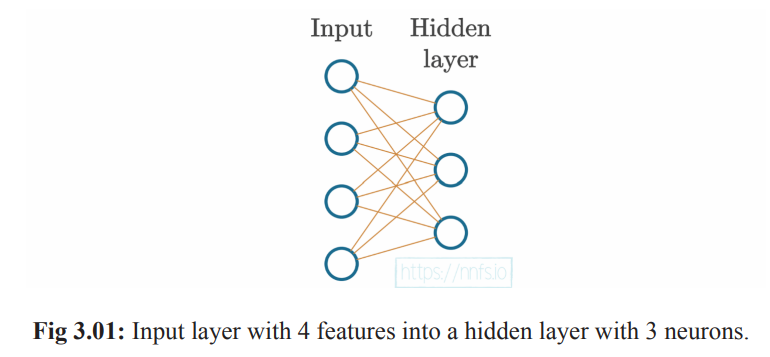 Input Hidden
layer
https://nnfs.io
Fig 3.01: Input layer with 4 features into a hidden layer with 3 neurons.